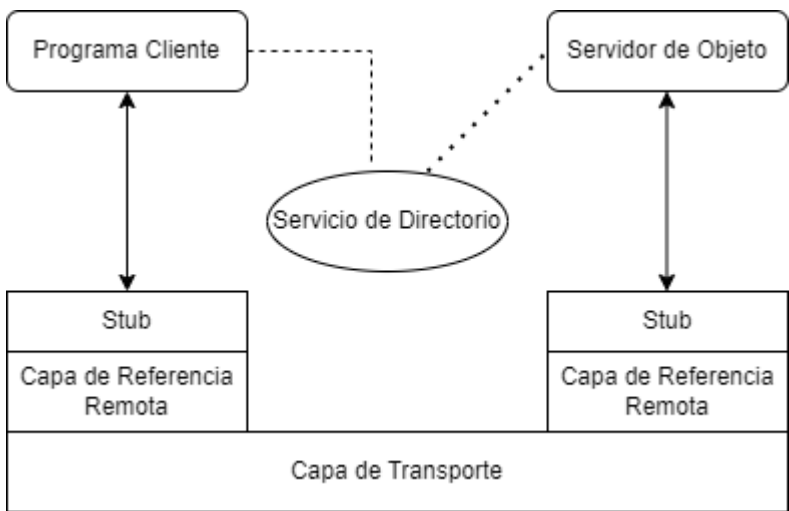 Programa Cliente
Servidor de Objeto
Servicio de Directorio
Stub
Stub
Capa de Referencia
Remota
Capa de Referencia
Remota
Capa de Transporte